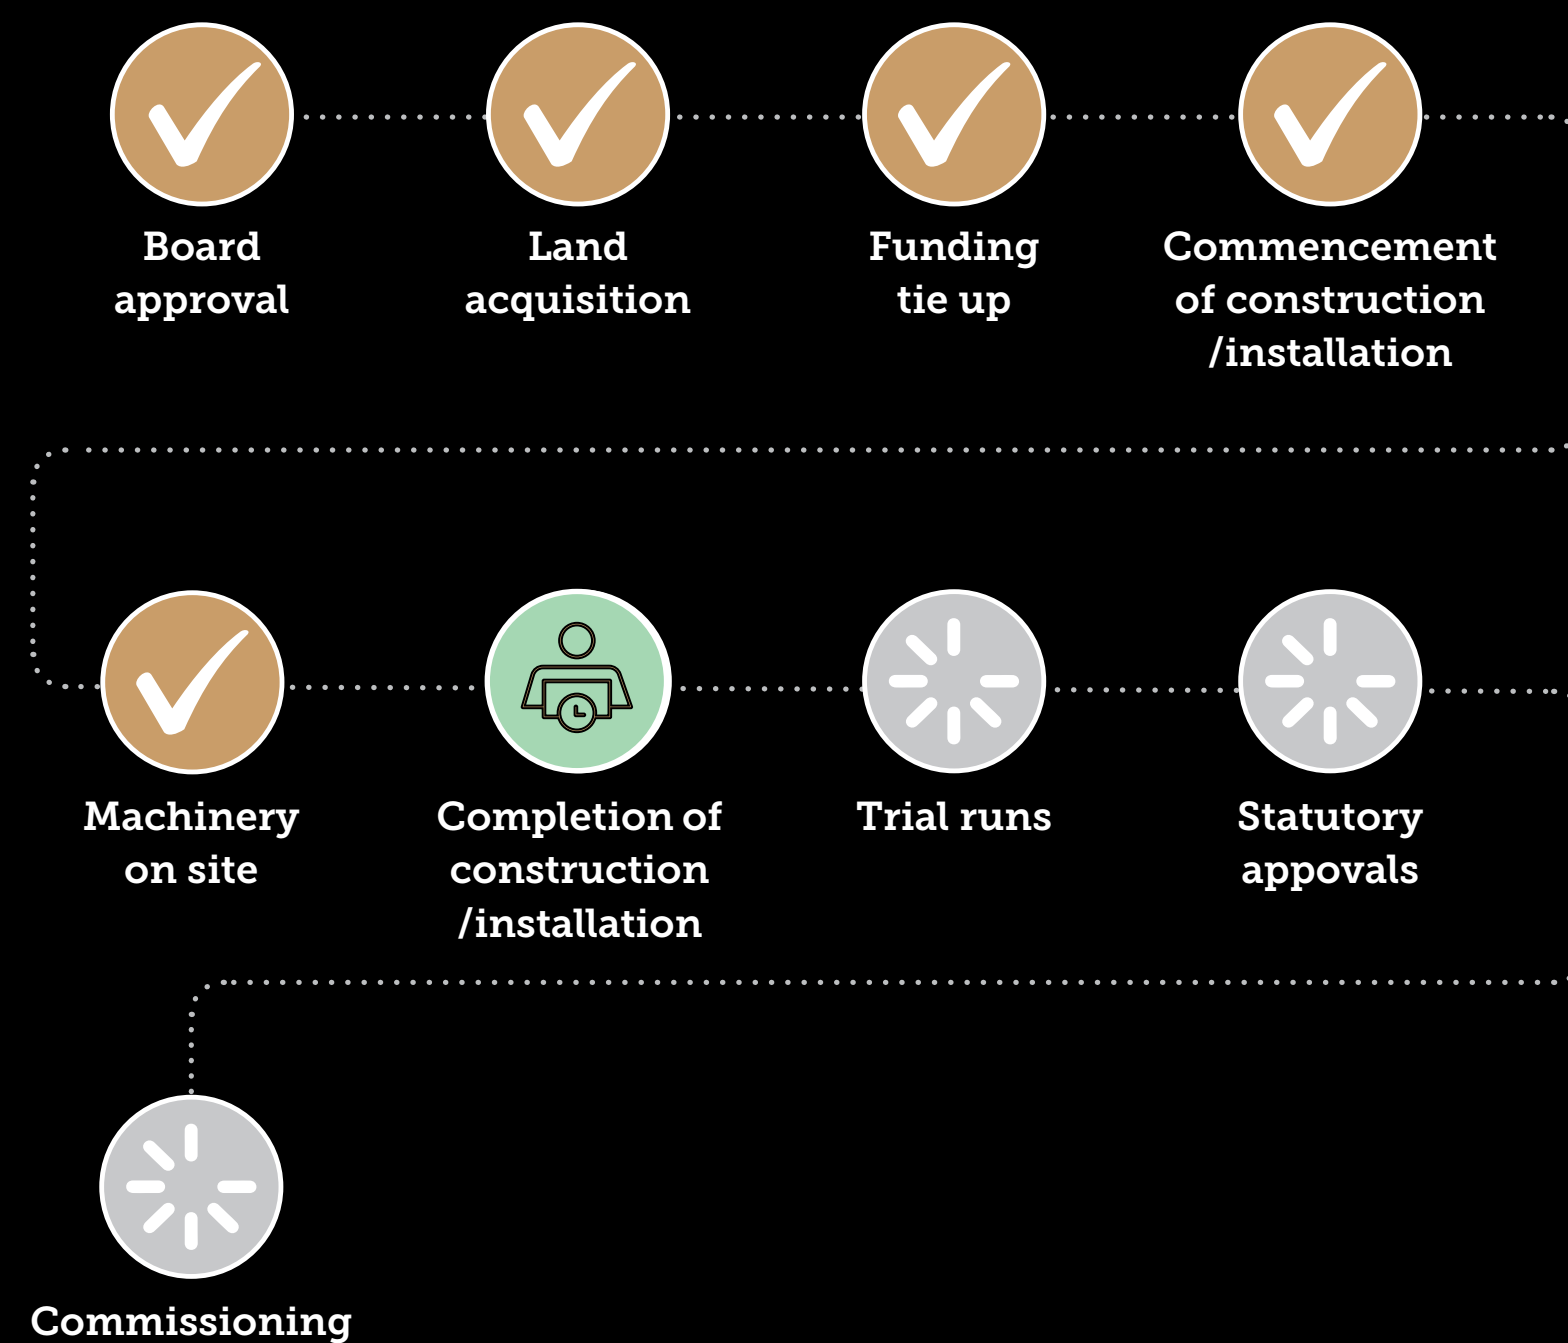 Board
approval
Land
acquisition
Funding
tie up
Commencement
of construction
/installation
Machinery
on site
Completion of
construction
/installation
Trial runs
Statutory
appovals
Commissioning